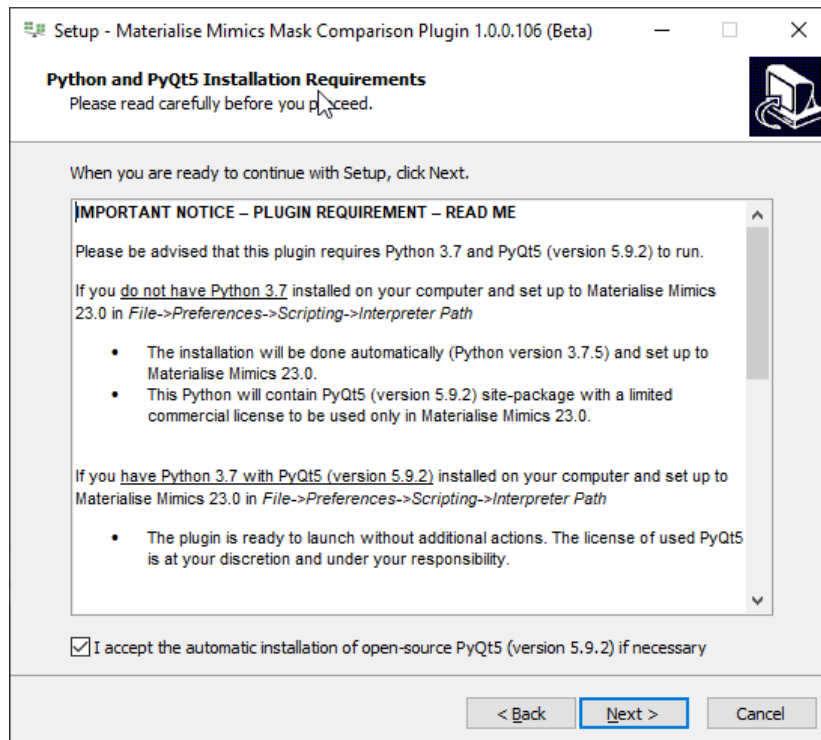 Setup - Materialise Mimics Mask Comparison Plugin 1.0.0.106 (Beta)
Python and PyQt5 Installation Requirements
Please read carefully before you proceed.
When you are ready to continue with Setup, click Next.
IMPORTANT NOTICE – PLUGIN REQUIREMENT – READ ME
Please be advised that this plugin requires Python 3.7 and PyQt5 (version 5.9.2) to run.
If you do not have Python 3.7 installed on your computer and set up to Materialise Mimics
23.0 in File->Preferences->Scripting->Interpreter Path
• The installation will be done automatically (Python version 3.7.5) and set up to
Materialise Mimics 23.0.
• This Python will contain PyQt5 (version 5.9.2) site-package with a limited
commercial license to be used only in Materialise Mimics 23.0.
If you have Python 3.7 with PyQt5 (version 5.9.2) installed on your computer and set up to
Materialise Mimics 23.0 in File->Preferences->Scripting->Interpreter Path
• The plugin is ready to launch without additional actions. The license of used PyQt5
is at your discretion and under your responsibility.
I accept the automatic installation of open-source PyQt5 (version 5.9.2) if necessary
< Back Next > Cancel